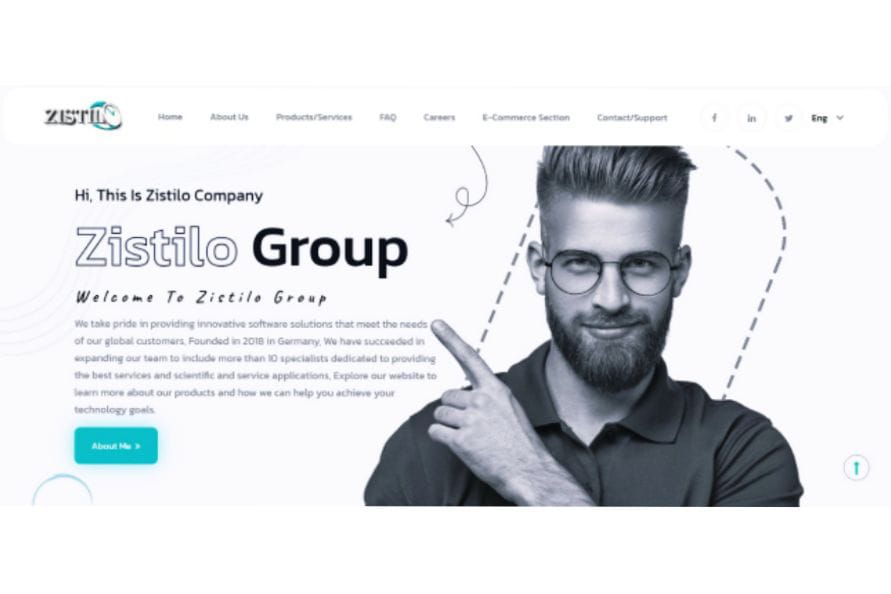 ZISTILO
Home About Us Products/Services FAQ Careers E-Commerce Section Contact/Support f in Eng
Hi, This Is Zistilo Company
Zistilo Group
Welcome To Zistilo Group
We take pride in providing innovative software solutions that meet the needs
of our global customers, Founded in 2018 in Germany, We have succeeded in
expanding our team to include more than 10 specialists dedicated to providing
the best services and scientific and service applications, Explore our website to
learn more about our products and how we can help you achieve your
technology goals.
About Me »